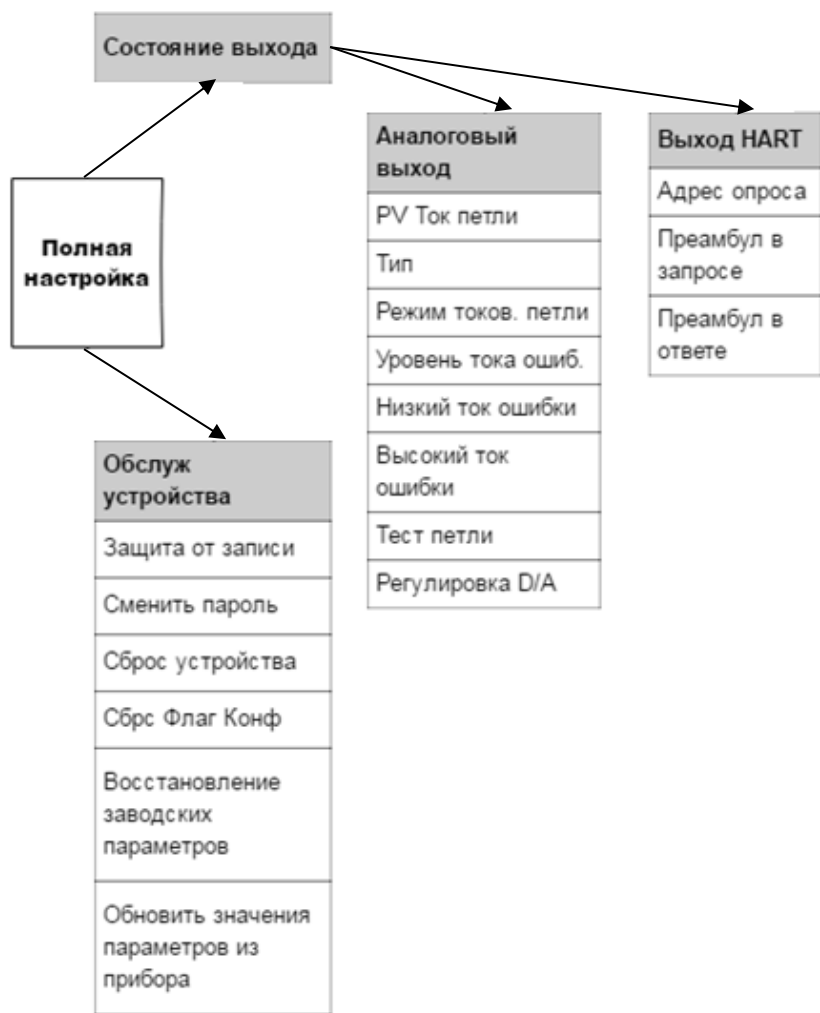 Состояние выхода
Аналоговый
выход
PV Ток петли
Тип
Режим токов. петли
Уровень тока ошиб.
Низкий ток ошибки
Высокий ток
ошибки
Тест петли
Регулировка D/A
Выход HART
Адрес опроса
Преамбул в
запросе
Преамбул в
ответе
Полная
настройка
Обслуж
устройства
Защита от записи
Сменить пароль
Сброс устройства
Сбрс Флаг Конф
Восстановление
заводских
параметров
Обновить значения
параметров из
прибора